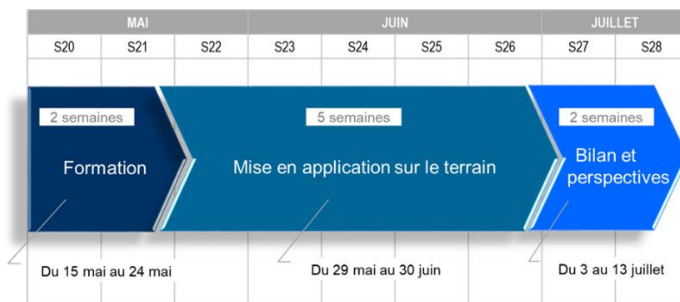 MAI JUIN JUILLET
S20 S21 S22 S23 S24 S25 S26 S27 S28
2 semaines 5 semaines 2 semaines
Formation Mise en application sur le terrain Bilan et
perspectives
Du 15 mai au 24 mai Du 29 mai au 30 juin Du 3 au 13 juillet